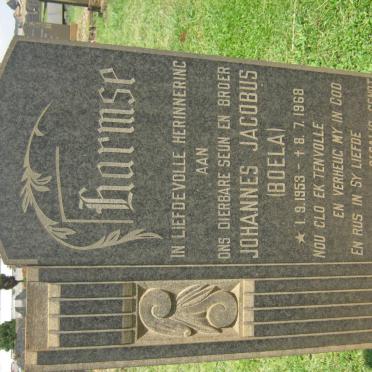 Harmse
IN LIEFDEVOLLE HERINNERING
AAN
ONS DIERBARE SEUN EN BROER
JOHANNES JACOBUS
(BOELA)
★ 1.9.1953 – † 8.7.1968
NOU GLO EK TENVOLLE
EN VERHEUG MY IN GOD
EN RUS IN SY LIEFDE